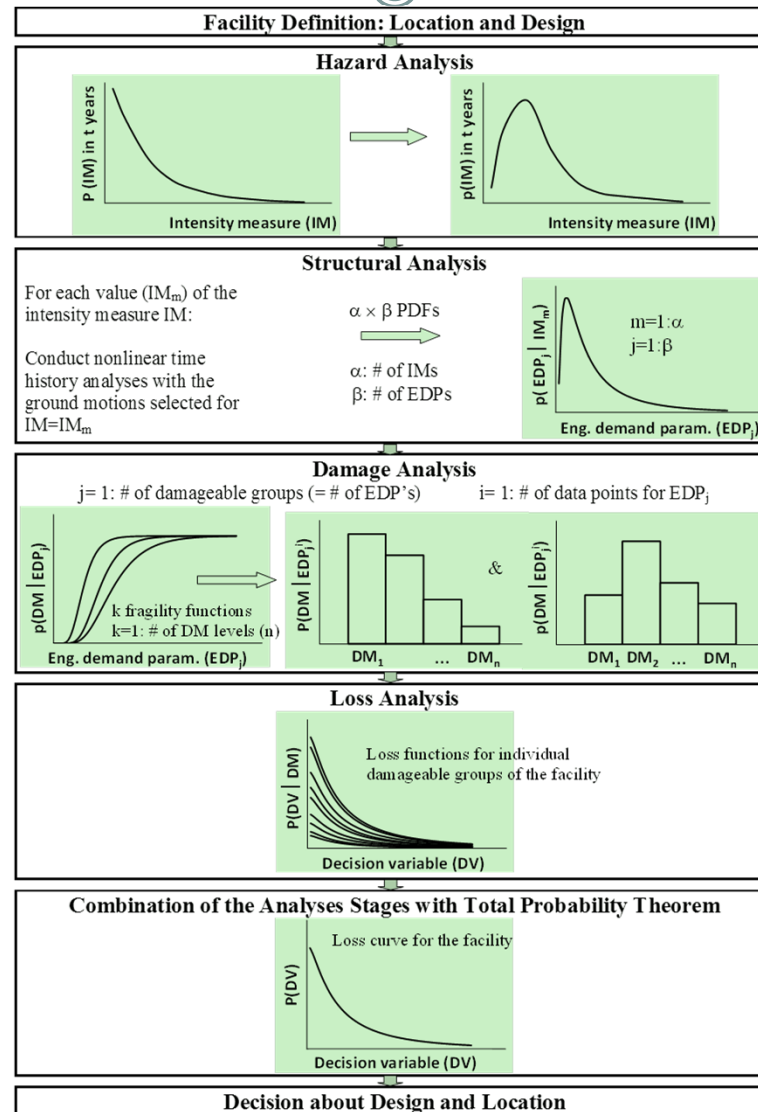 Facility Definition: Location and Design
Hazard Analysis
P (IM) in t years
Intensity measure (IM)
p(IM) in t years
Intensity measure (IM)
Structural Analysis
For each value (IMₘ) of the
intensity measure IM:
Conduct nonlinear time
history analyses with the
ground motions selected for
IM=IMₘ
α × β PDFs
α: # of IMs
β: # of EDPs
p( EDPⱼ | IMₘ)
m=1:α
j=1:β
Eng. demand param. (EDPⱼ)
Damage Analysis
j= 1: # of damageable groups (= # of EDP’s)
i= 1: # of data points for EDPⱼ
p(DM | EDPⱼ)
k fragility functions
k=1: # of DM levels (n)
Eng. demand param. (EDPⱼ)
P(DM | EDPⱼⁱ)
DM₁ ... DMₙ
&
p(DM | EDPⱼⁱ)
DM₁ DM₂ ... DMₙ
Loss Analysis
P(DV | DM)
Loss functions for individual
damageable groups of the facility
Decision variable (DV)
Combination of the Analyses Stages with Total Probability Theorem
P(DV)
Loss curve for the facility
Decision variable (DV)
Decision about Design and Location